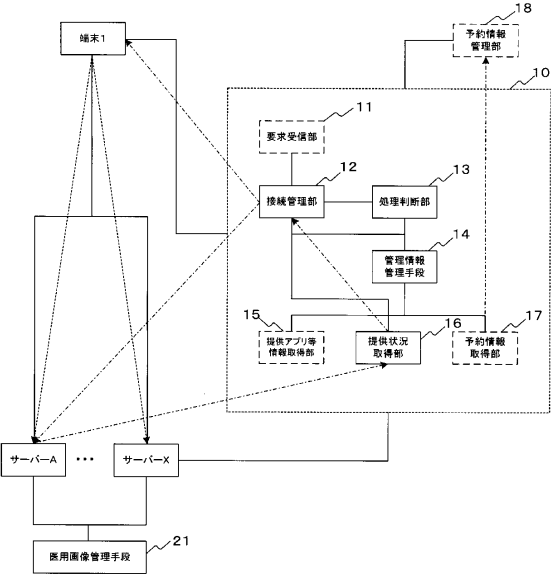 18
端末1
予約情報
管理部
10
11
要求受信部
12
13
接続管理部
処理判断部
14
管理情報
管理手段
15
16
17
提供アプリ等
情報取得部
提供状況
取得部
予約情報
取得部
サーバーA
・・・
サーバーX
医用画像管理手段
21